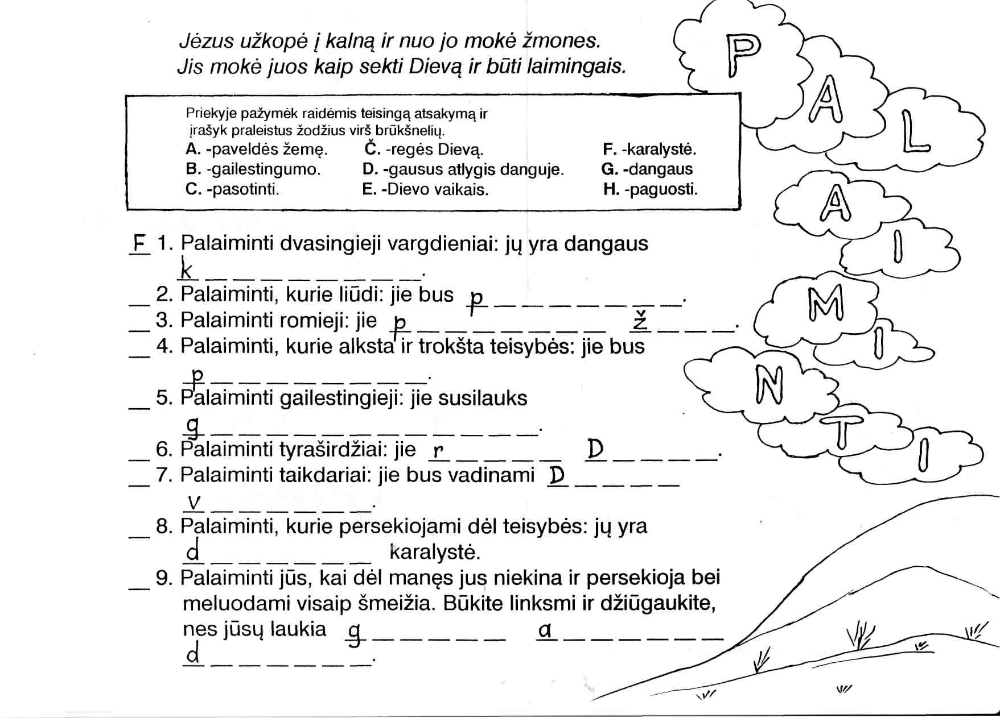 Jėzus užkopė į kalną ir nuo jo mokė žmones.
Jis mokė juos kaip sekti Dievą ir būti laimingais.
Priekyje pažymėk raidėmis teisingą atsakymą ir
įrašyk praleistus žodžius virš brūkšnelių.
A. -paveldės žemę. Č. -regės Dievą. F. -karalystė.
B. -gailestingumo. D. -gausus atlygis danguje. G. -dangaus
C. -pasotinti. E. -Dievo vaikais. H. -paguosti.
F 1. Palaiminti dvasingieji vargdieniai: jų yra dangaus
k _ _ _ _ _ _ _ _.
_ 2. Palaiminti, kurie liūdi: jie bus p _ _ _ _ _ _ _.
_ 3. Palaiminti romieji: jie p _ _ _ _ _ _ _ ž _ _ _.
_ 4. Palaiminti, kurie alksta ir trokšta teisybės: jie bus
p _ _ _ _ _ _ _ _.
_ 5. Palaiminti gailestingieji: jie susilauks
g _ _ _ _ _ _ _ _ _ _ _ _.
_ 6. Palaiminti tyraširdžiai: jie r _ _ _ _ D _ _ _ _.
_ 7. Palaiminti taikdariai: jie bus vadinami D _ _ _ _
v _ _ _ _ _ _.
_ 8. Palaiminti, kurie persekiojami dėl teisybės: jų yra
d _ _ _ _ _ _ karalystė.
_ 9. Palaiminti jūs, kai dėl manęs jus niekina ir persekioja bei
meluodami visaip šmeižia. Būkite linksmi ir džiūgaukite,
nes jūsų laukia g _ _ _ _ _ a _ _ _ _ _ _
d _ _ _ _ _ _.
PALAIMINTI